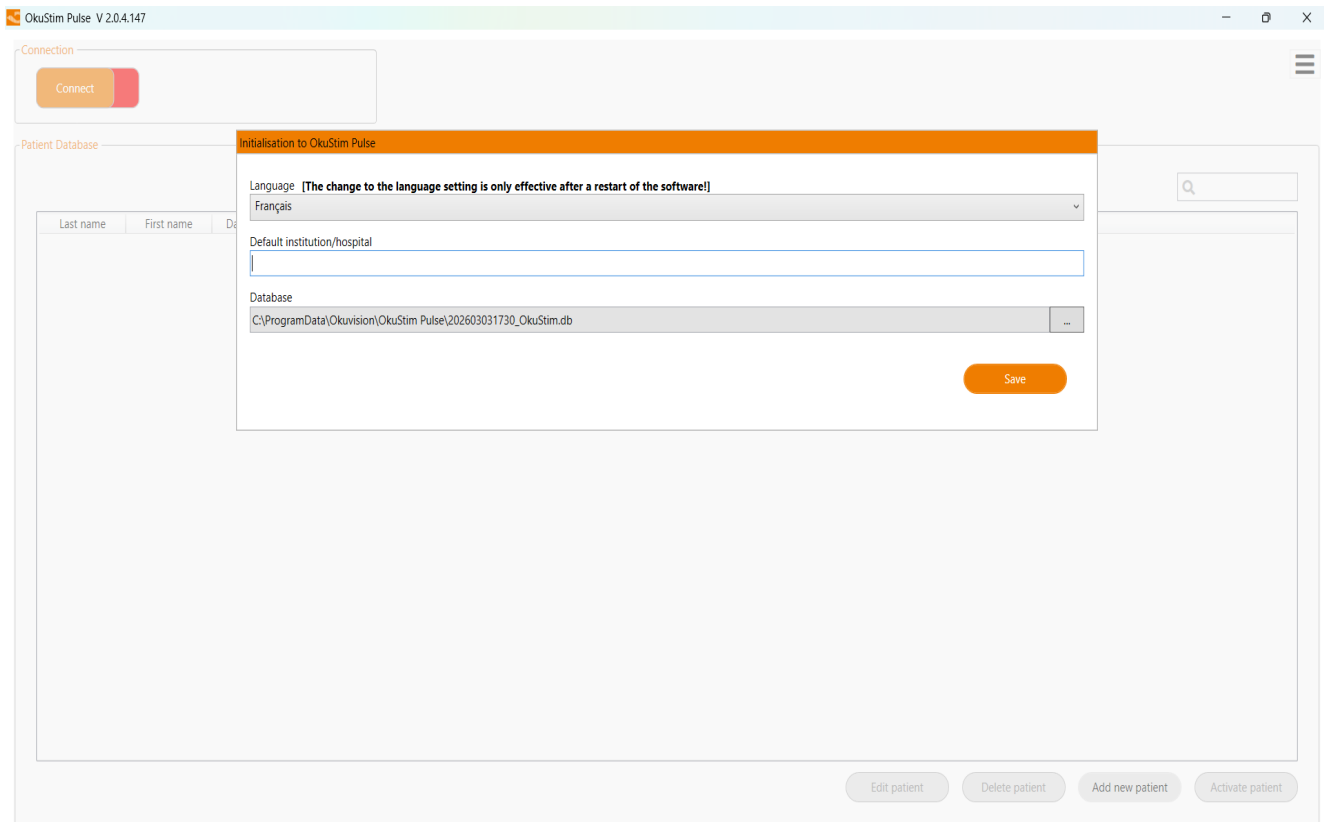 OkuStim Pulse V 2.0.4.147
Connection
Connect
Patient Database
Initialisation to OkuStim Pulse
Language [The change to the language setting is only effective after a restart of the software!]
Français
Default institution/hospital
Database
C:\ProgramData\Okuvision\OkuStim Pulse\202603031730_OkuStim.db
...
Save
Last name First name Da
Edit patient Delete patient Add new patient Activate patient